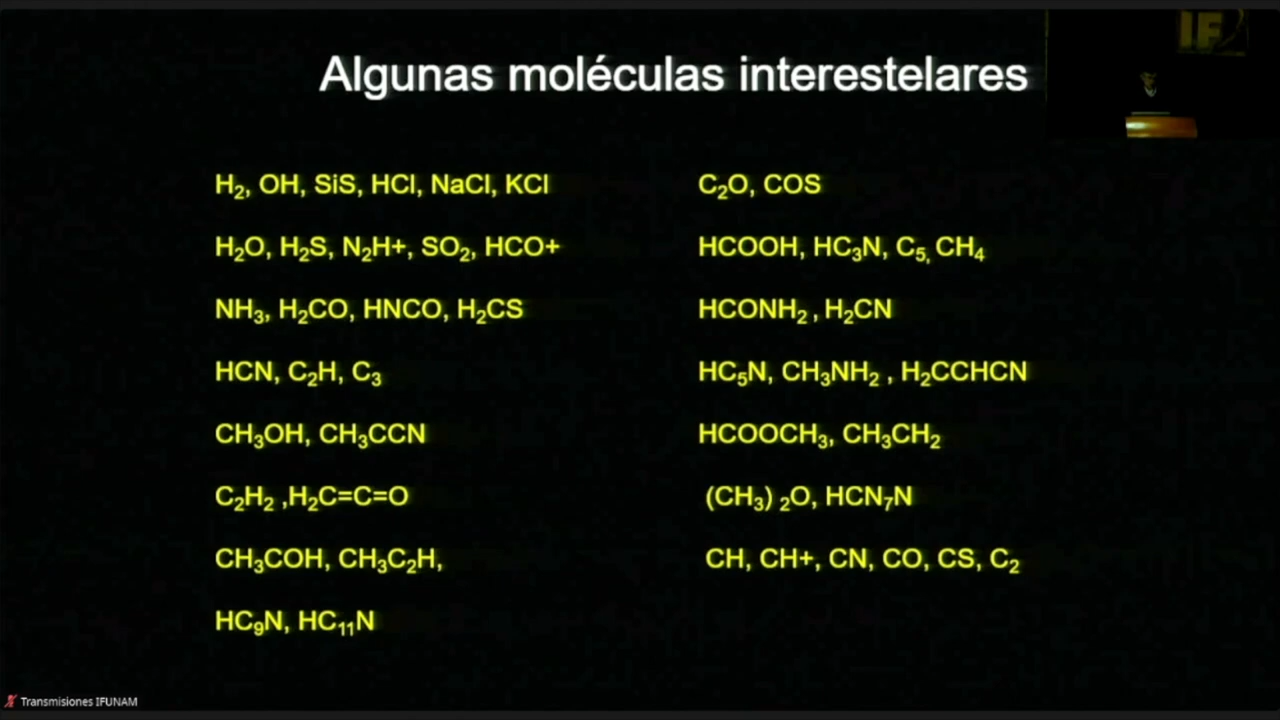 Algunas moléculas interestelares
IF
H₂, OH, SiS, HCl, NaCl, KCl
H₂O, H₂S, N₂H+, SO₂, HCO+
NH₃, H₂CO, HNCO, H₂CS
HCN, C₂H, C₃
CH₃OH, CH₃CCN
C₂H₂ ,H₂C=C=O
CH₃COH, CH₃C₂H,
HC₉N, HC₁₁N
C₂O, COS
HCOOH, HC₃N, C₅, CH₄
HCONH₂ , H₂CN
HC₅N, CH₃NH₂ , H₂CCHCN
HCOOCH₃, CH₃CH₂
(CH₃) ₂O, HCN₇N
CH, CH+, CN, CO, CS, C₂
Transmisiones IFUNAM